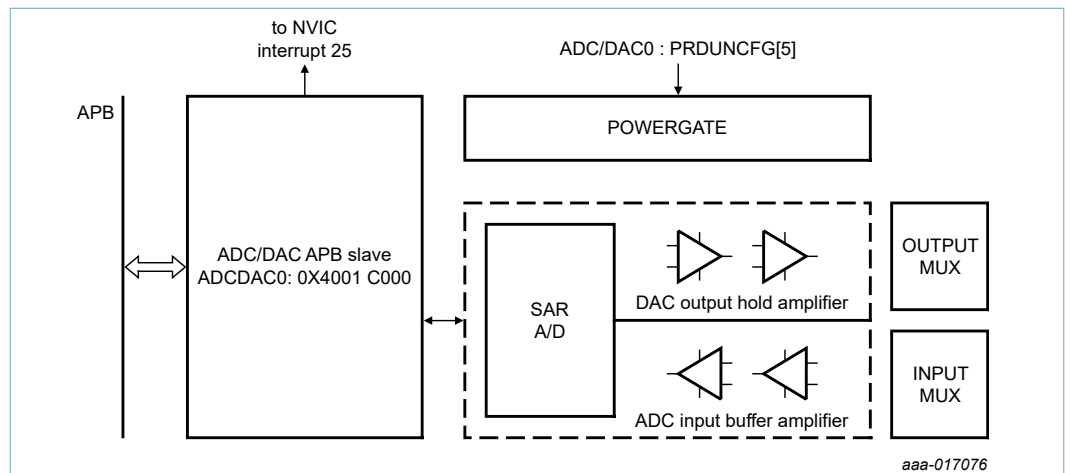 to NVIC
interrupt 25
ADC/DAC0 : PRDUNCFG[5]
APB
POWERGATE
ADC/DAC APB slave
ADCDAC0: 0X4001 C000
SAR
A/D
DAC output hold amplifier
OUTPUT
MUX
ADC input buffer amplifier
INPUT
MUX
aaa-017076